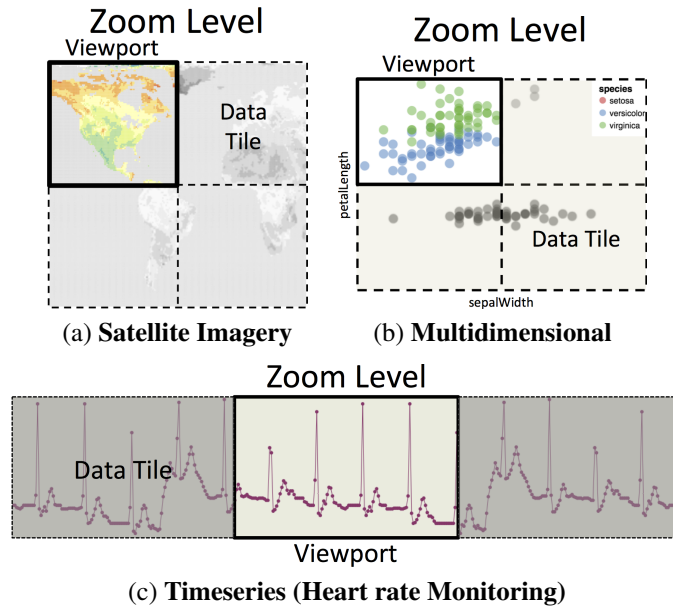 Zoom Level
Viewport
Data
Tile
(a) Satellite Imagery
Zoom Level
Viewport
species
setosa
versicolor
virginica
petalLength
Data Tile
sepalWidth
(b) Multidimensional
Zoom Level
Data Tile
Viewport
(c) Timeseries (Heart rate Monitoring)